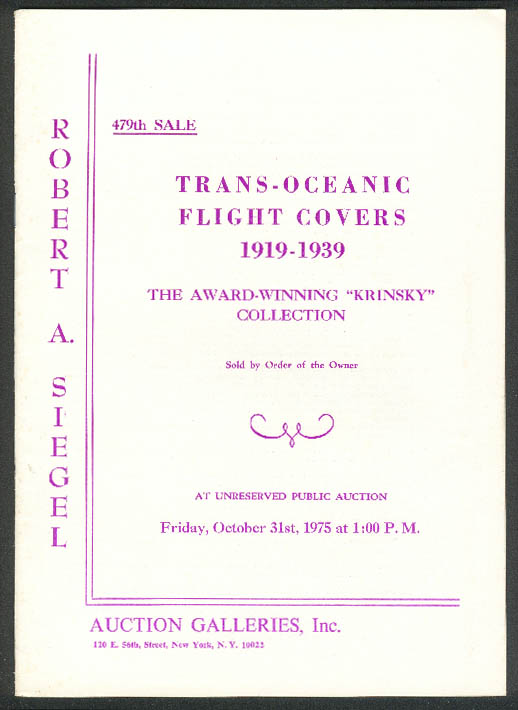 ROBERT A. SIEGEL
479th SALE
TRANS-OCEANIC
FLIGHT COVERS
1919-1939
THE AWARD-WINNING "KRINSKY"
COLLECTION
Sold by Order of the Owner
AT UNRESERVED PUBLIC AUCTION
Friday, October 31st, 1975 at 1:00 P. M.
AUCTION GALLERIES, Inc.
120 E. 56th, Street, New York, N. Y. 10022